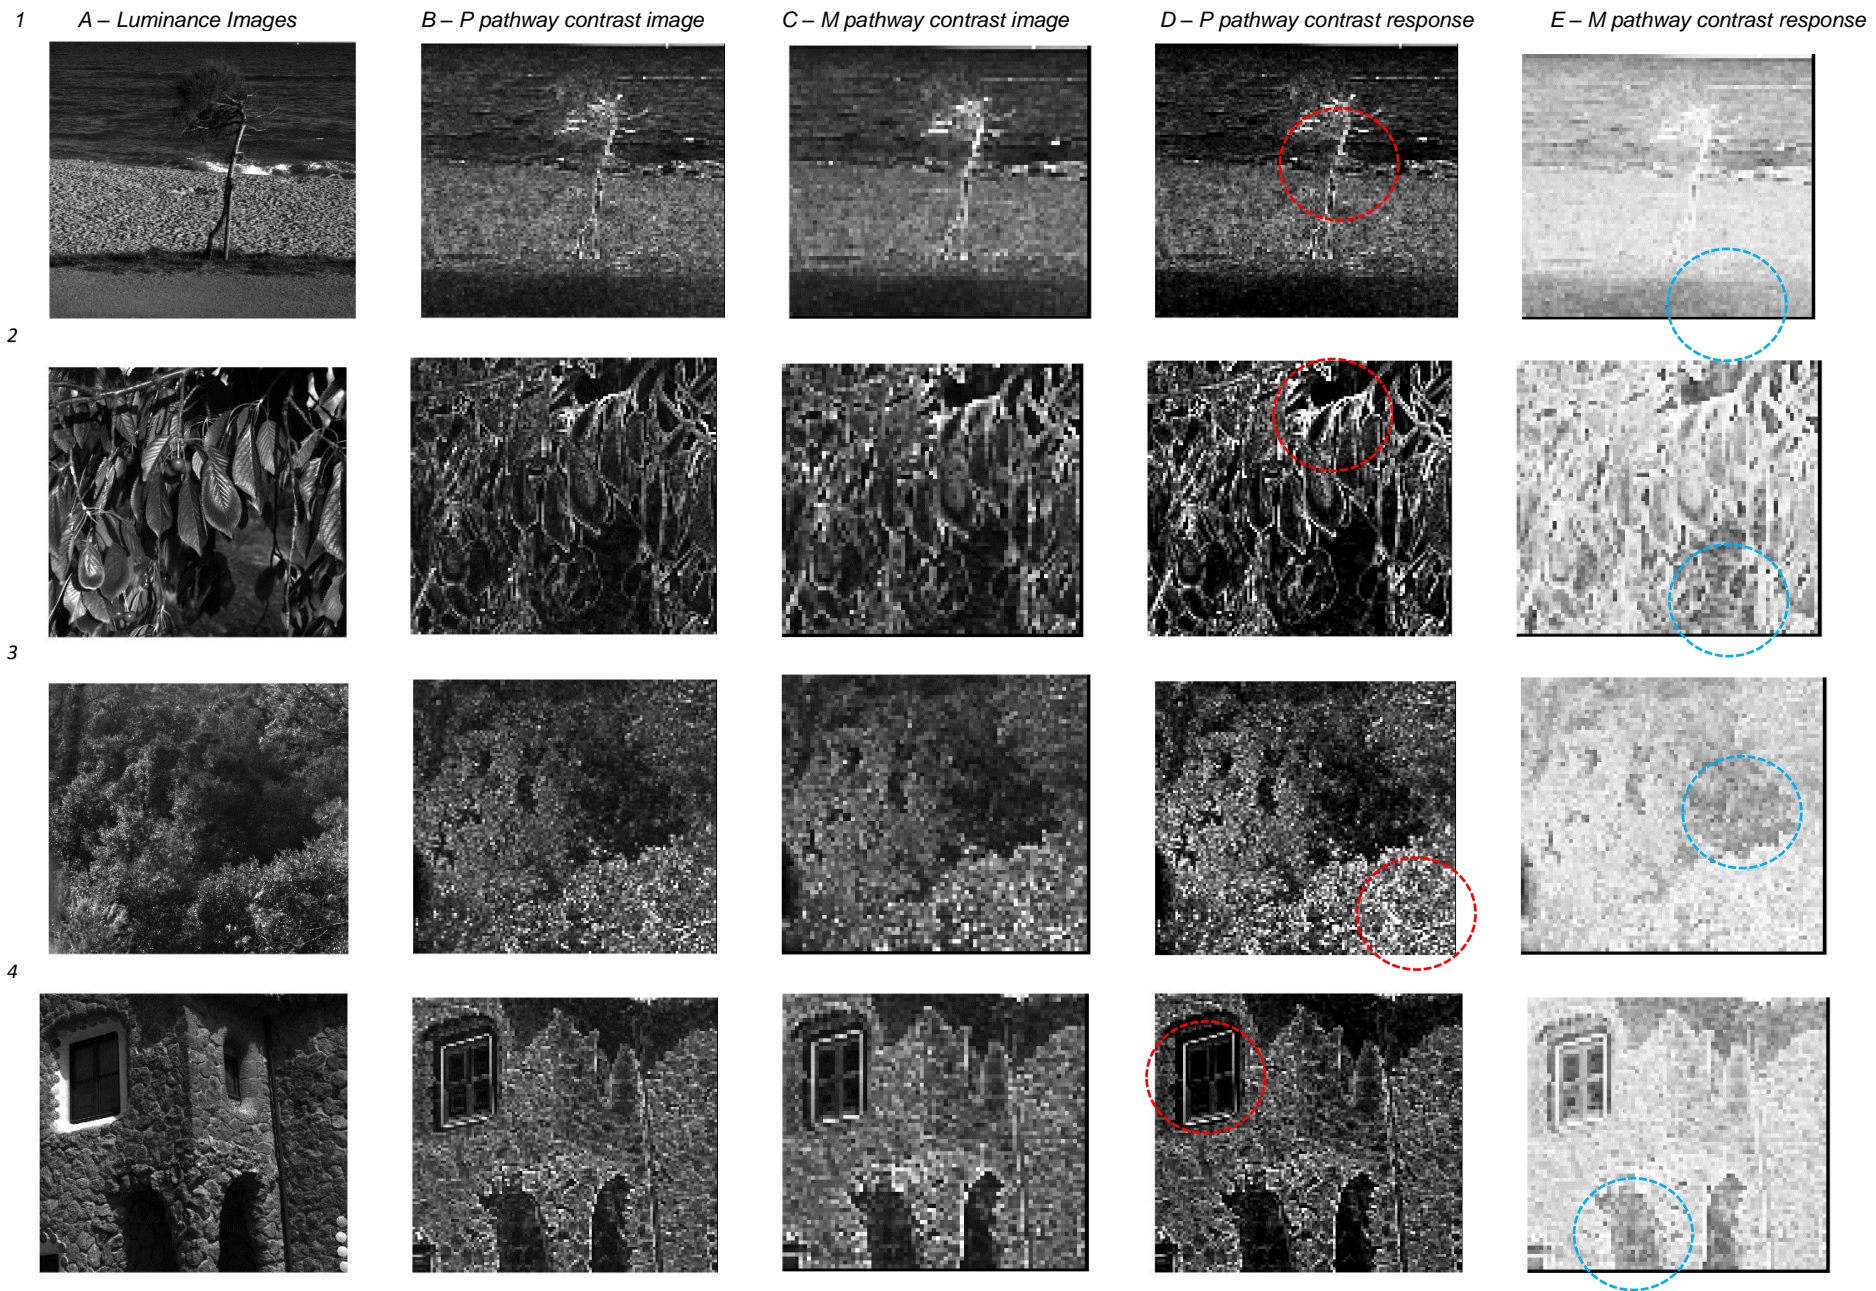 1 A – Luminance Images B – P pathway contrast image C – M pathway contrast image D – P pathway contrast response E – M pathway contrast response
2
3
4